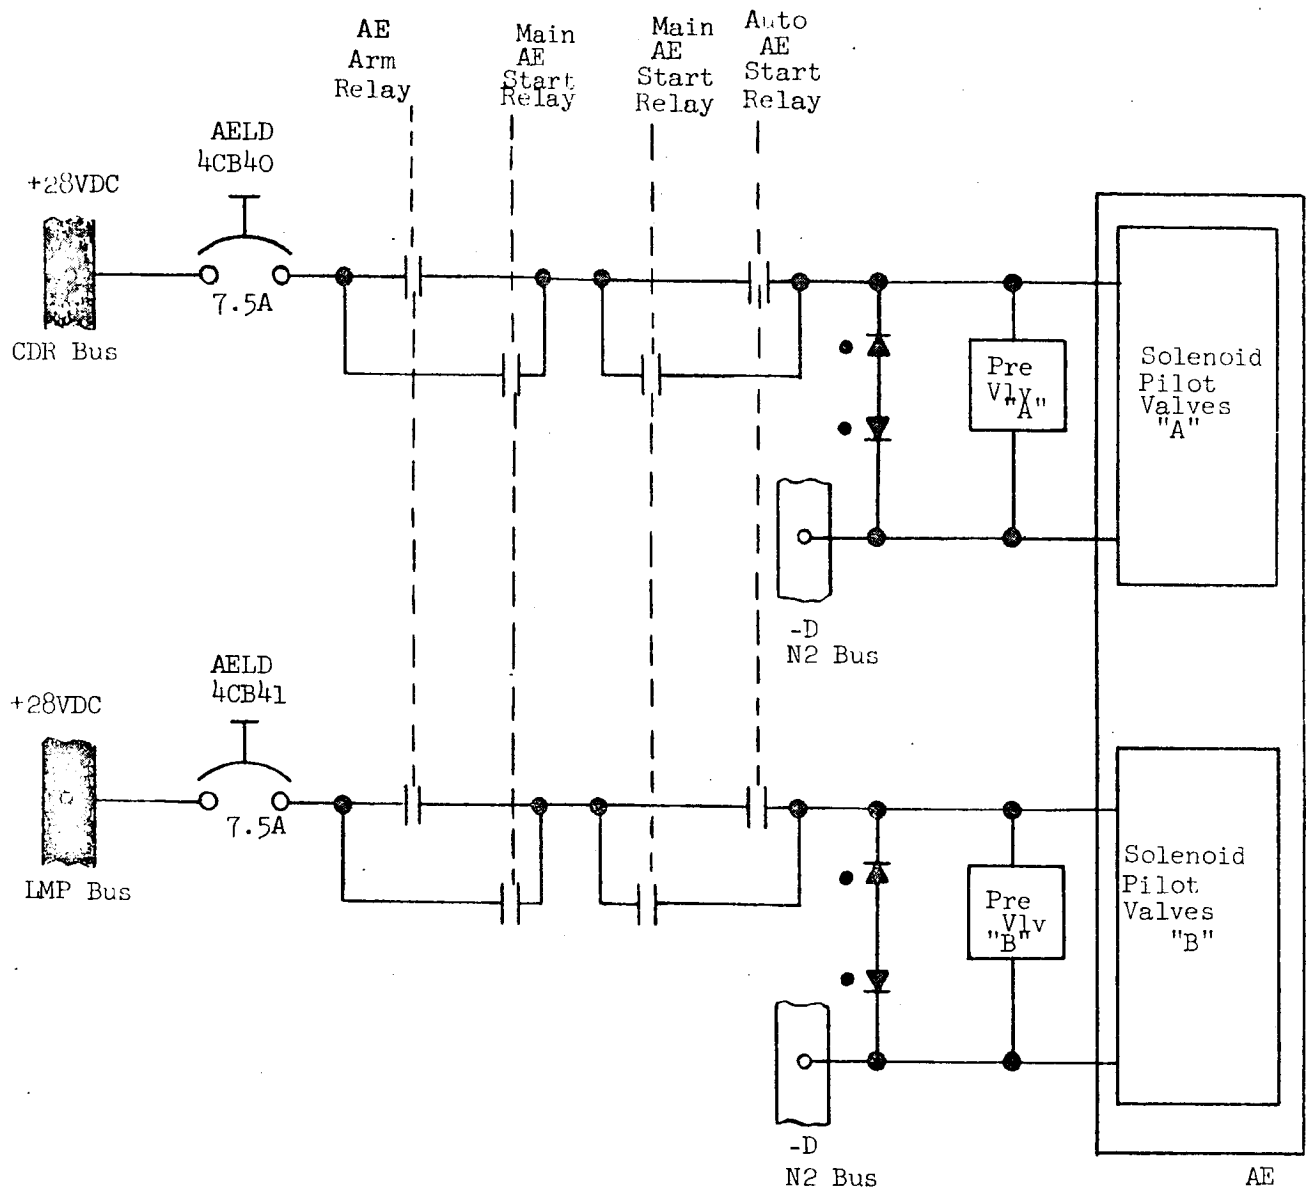 AE
Arm
Relay
Main
AE
Start
Relay
Main
AE
Start
Relay
Auto
AE
Start
Relay
AELD
4CB40
+28VDC
7.5A
CDR Bus
Pre
Vlv
"A"
Solenoid
Pilot
Valves
"A"
-D
N2 Bus
AELD
4CB41
+28VDC
7.5A
LMP Bus
Pre
Vlv
"B"
Solenoid
Pilot
Valves
"B"
-D
N2 Bus
AE